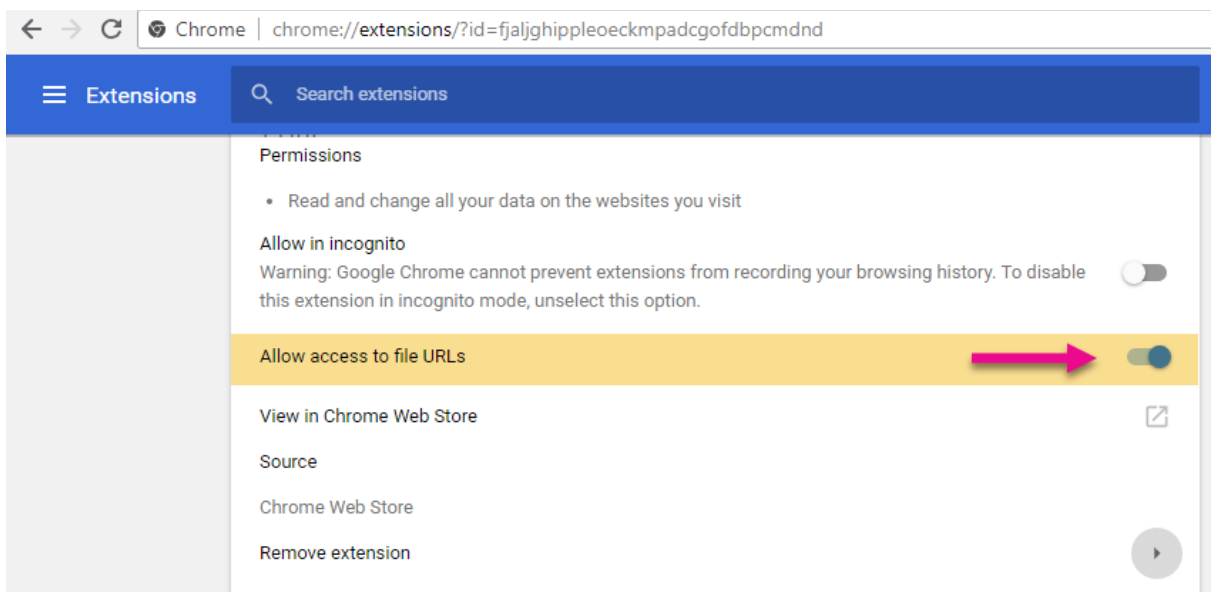 Chrome | chrome://extensions/?id=fjaljghippleoeckmpadcgofdbpcmdnd
Extensions
Search extensions
Permissions
• Read and change all your data on the websites you visit
Allow in incognito
Warning: Google Chrome cannot prevent extensions from recording your browsing history. To disable
this extension in incognito mode, unselect this option.
Allow access to file URLs
View in Chrome Web Store
Source
Chrome Web Store
Remove extension